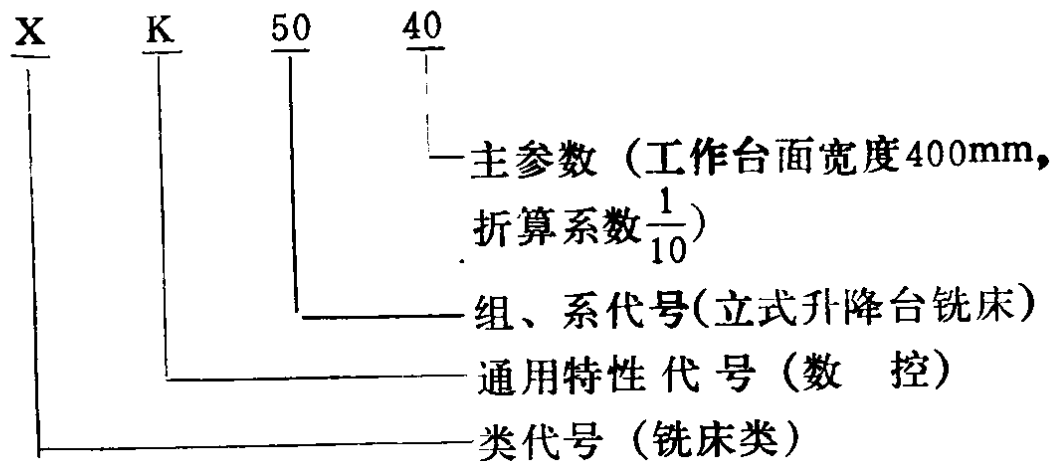 X K 50 40
主参数（工作台面宽度400mm，
折算系数1/10）
组、系代号（立式升降台铣床）
通用特性代号（数 控）
类代号（铣床类）